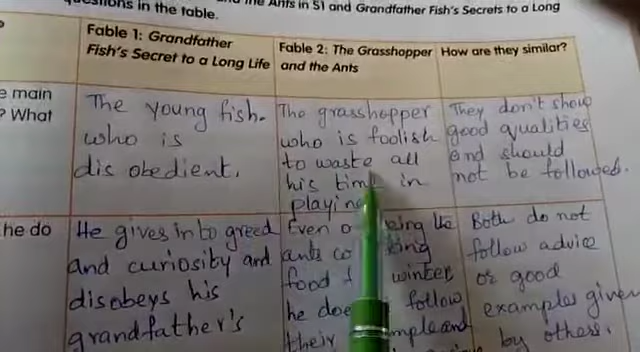 questions in the table. and the Ants in S1 and Grandfather Fish's Secrets to a Long
Fable 1: Grandfather
Fish's Secret to a Long Life
Fable 2: The Grasshopper
and the Ants
How are they similar?
e main
? What
The young fish.
who is
disobedient.
The grasshopper
who is foolish
to waste all
his time in
playing
They don't show
good qualities
and should
not be followed.
he do
He gives into greed
and curiosity and
disobeys his
grandfather's
Even
ants
food winter
he follow
their and
Both do not
follow advice
or good
examples given
by others.